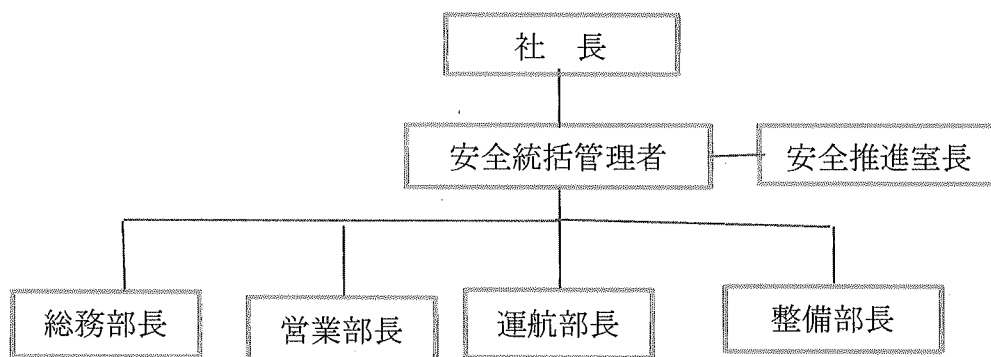 社 長
安全統括管理者
安全推進室長
総務部長
営業部長
運航部長
整備部長